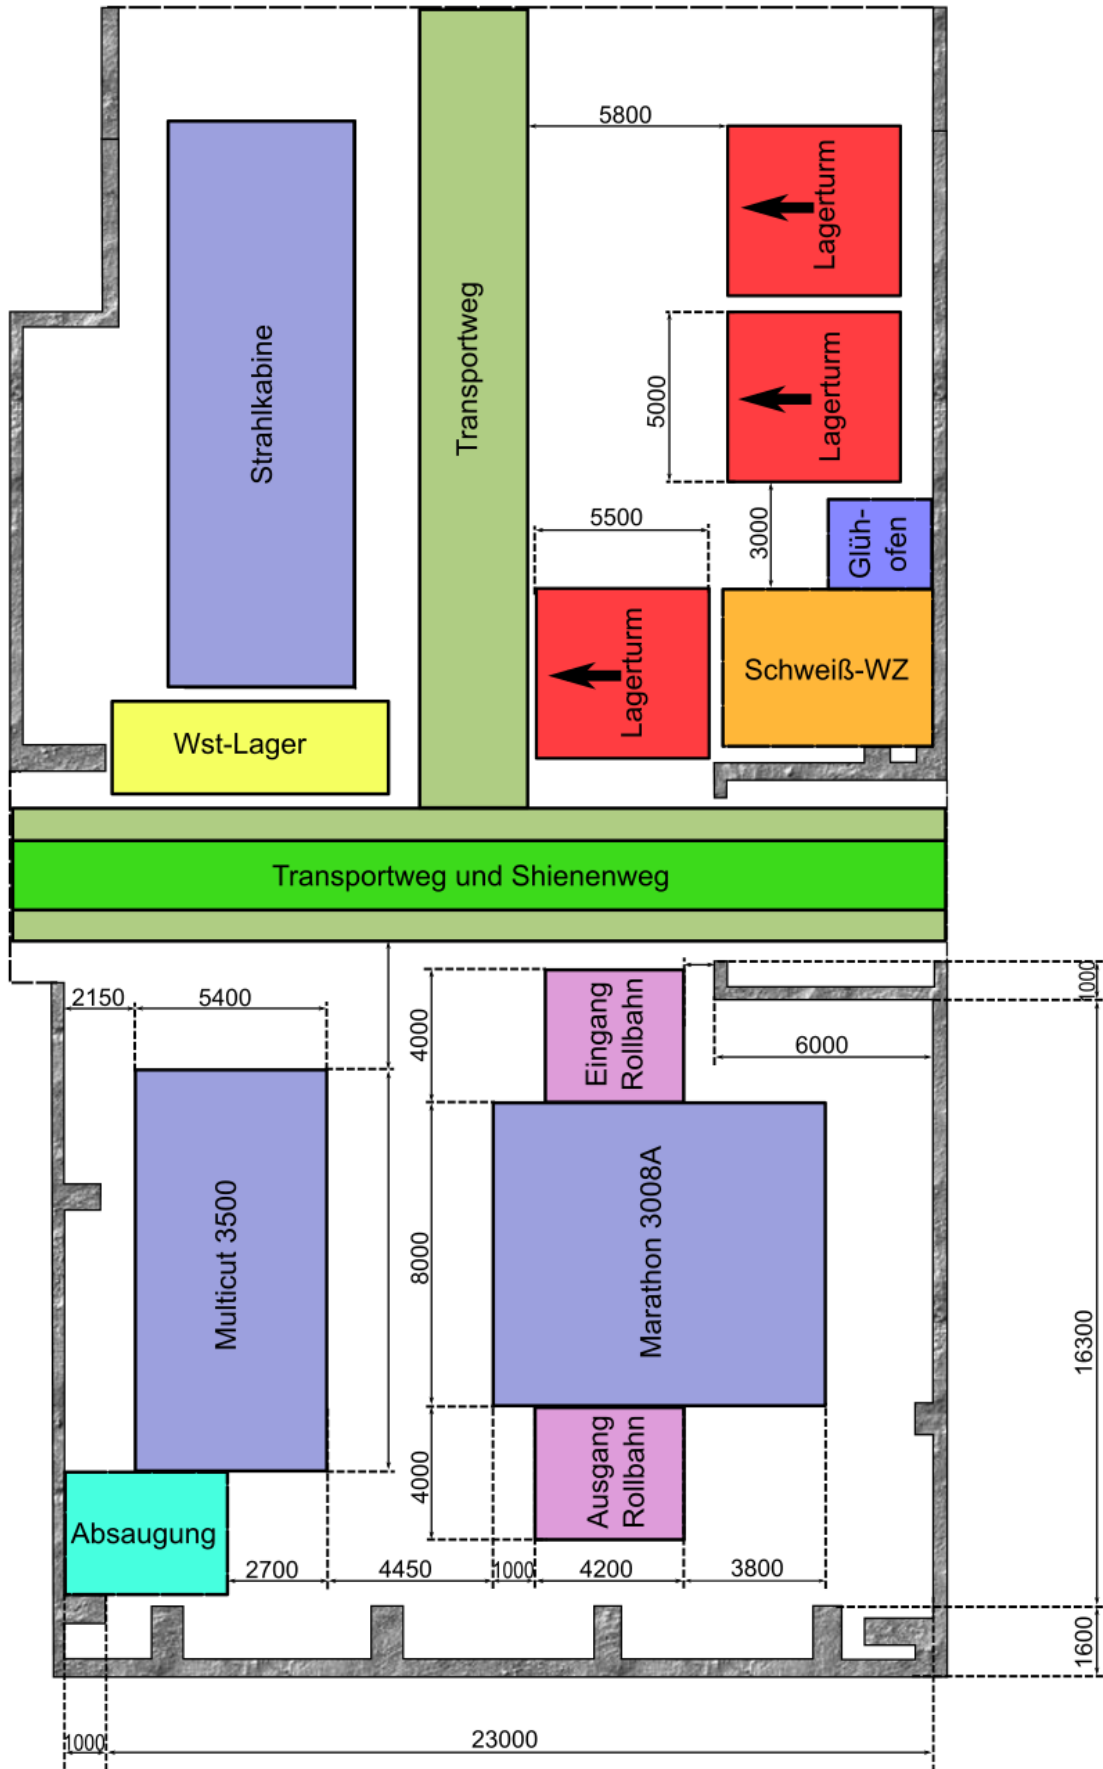 5800
Lagerturm
Transportweg
Strahlkabine
5000
Lagerturm
5500
3000
Glüh-
ofen
Lagerturm
Schweiß-WZ
Wst-Lager
Transportweg und Shienenweg
2150
5400
4000
Eingang
Rollbahn
1000
6000
Multicut 3500
8000
Marathon 3008A
16300
Absaugung
4000
Ausgang
Rollbahn
2700
4450
1000
4200
3800
1600
1000
23000